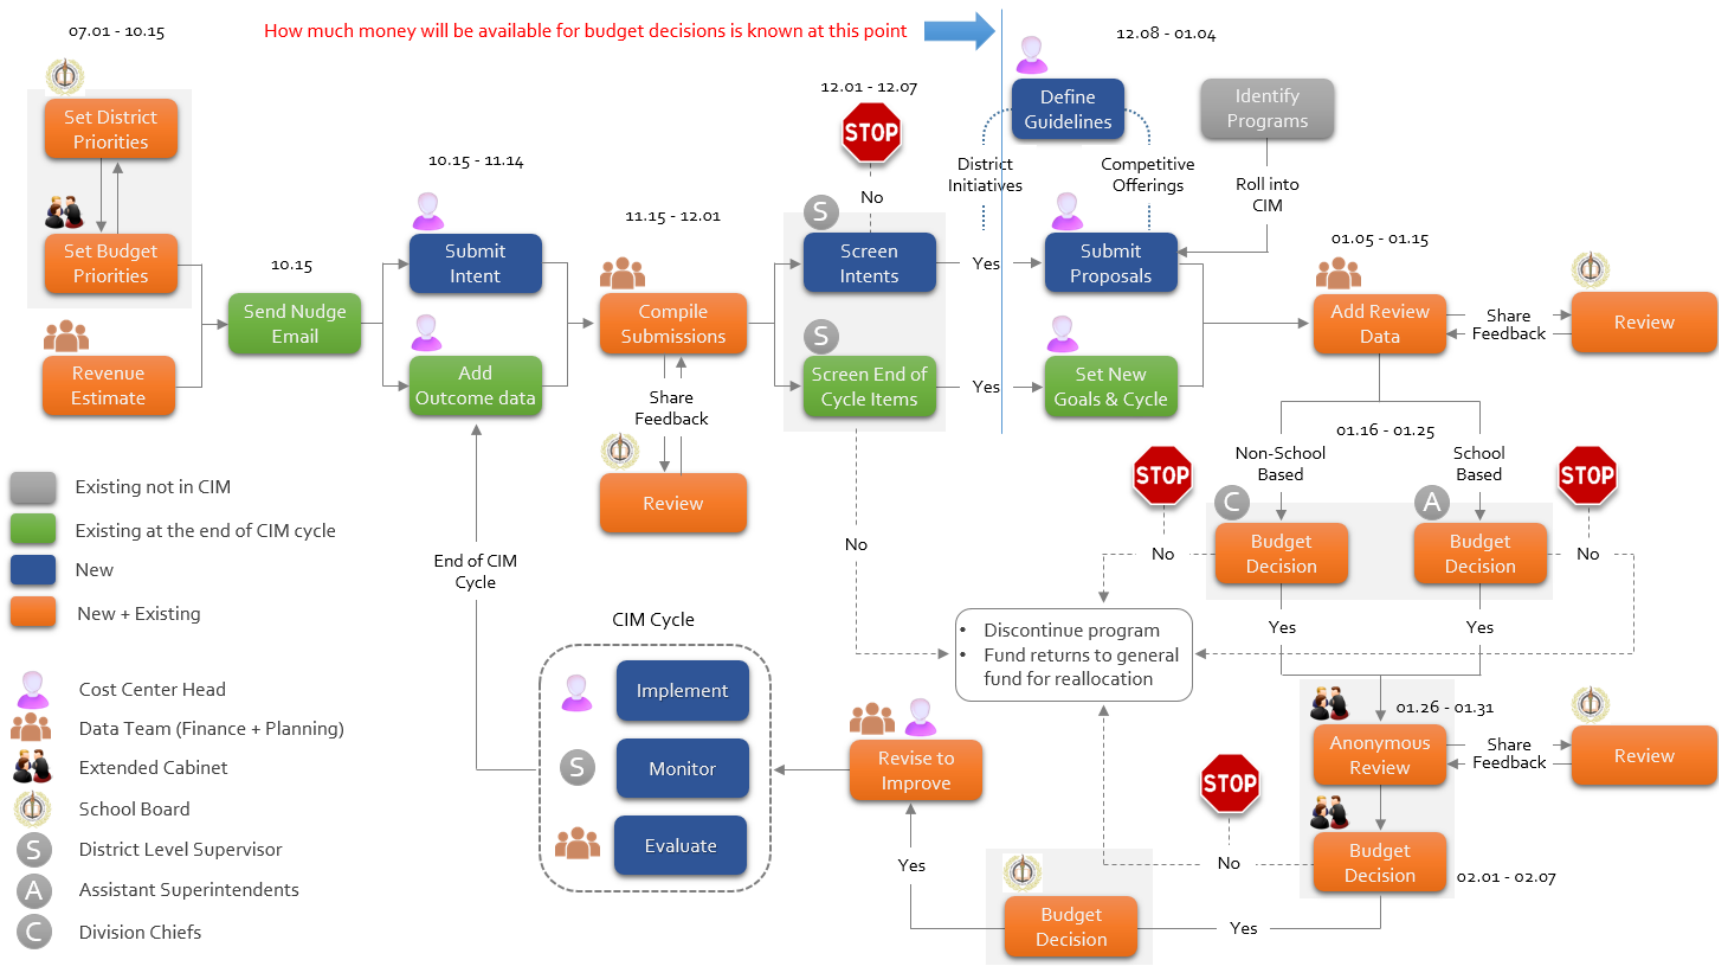 07.01 - 10.15
How much money will be available for budget decisions is known at this point
12.08 - 01.04
12.01 - 12.07
STOP
Define
Guidelines
Identify
Programs
Set District
Priorities
10.15 - 11.14
District
Initiatives
Competitive
Offerings
Roll into
CIM
No
11.15 - 12.01
S
Set Budget
Priorities
10.15
Submit
Intent
Screen
Intents
Yes
Submit
Proposals
01.05 - 01.15
Send Nudge
Email
Compile
Submissions
Add Review
Data
Share
Feedback
Review
Revenue
Estimate
Add
Outcome data
S
Screen End of
Cycle Items
Yes
Set New
Goals & Cycle
Share
Feedback
Review
01.16 - 01.25
Non-School
Based
School
Based
STOP
STOP
C
A
Budget
Decision
Budget
Decision
No
No
No
Yes
Yes
Existing not in CIM
Existing at the end of CIM cycle
New
New + Existing
End of CIM
Cycle
CIM Cycle
Implement
S
Monitor
Evaluate
• Discontinue program
• Fund returns to general
fund for reallocation
Cost Center Head
Data Team (Finance + Planning)
Extended Cabinet
School Board
S
District Level Supervisor
A
Assistant Superintendents
C
Division Chiefs
01.26 - 01.31
Anonymous
Review
Share
Feedback
Review
Revise to
Improve
STOP
No
Budget
Decision
02.01 - 02.07
Yes
Budget
Decision
Yes